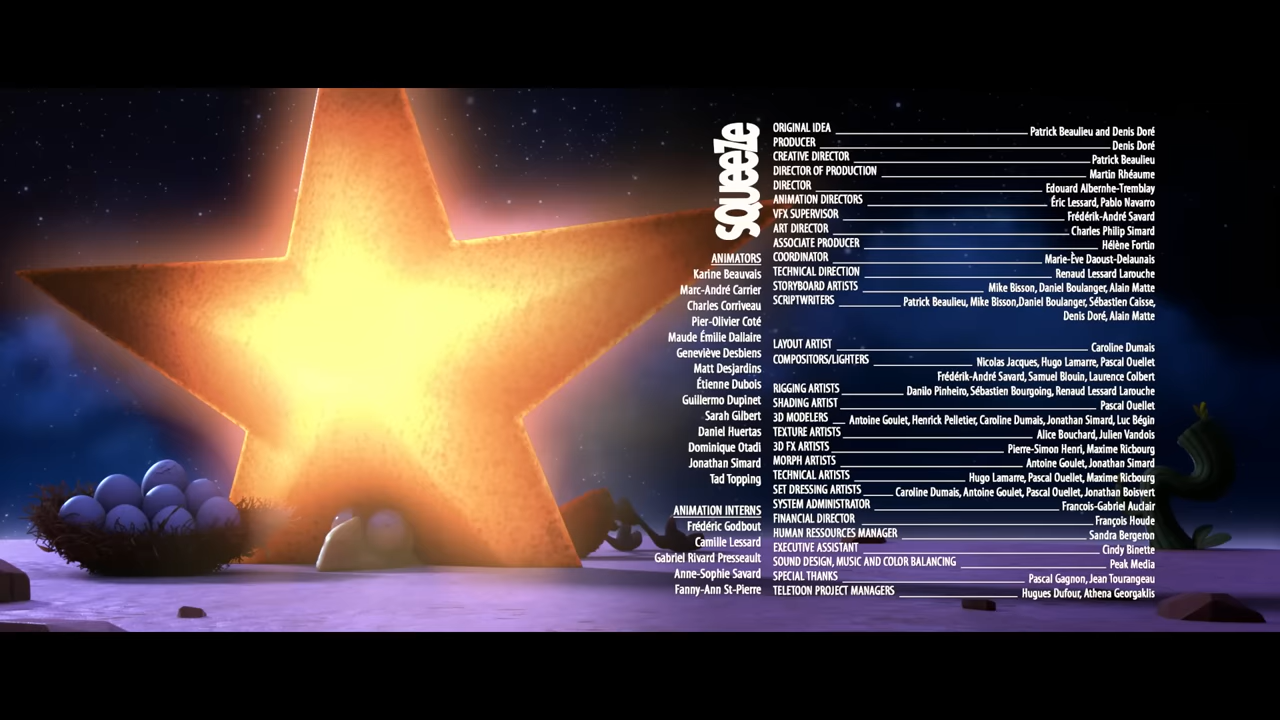 squeeze
ORIGINAL IDEA Patrick Beaulieu and Denis Doré
PRODUCER Denis Doré
CREATIVE DIRECTOR Patrick Beaulieu
DIRECTOR OF PRODUCTION Martin Rhéaume
DIRECTOR Edouard Albernhe-Tremblay
ANIMATION DIRECTORS Éric Lessard, Pablo Navarro
VFX SUPERVISOR Frédérik-André Savard
ART DIRECTOR Charles Philip Simard
ASSOCIATE PRODUCER Hélène Fortin
COORDINATOR Marie-Ève Daoust-Delaunais
TECHNICAL DIRECTION Renaud Lessard Larouche
STORYBOARD ARTISTS Mike Bisson, Daniel Boulanger, Alain Matte
SCRIPTWRITERS Patrick Beaulieu, Mike Bisson,Daniel Boulanger, Sébastien Caisse,
Denis Doré, Alain Matte
LAYOUT ARTIST Caroline Dumais
COMPOSITORS/LIGHTERS Nicolas Jacques, Hugo Lamarre, Pascal Ouellet
Frédérik-André Savard, Samuel Blouin, Laurence Colbert
RIGGING ARTISTS Danilo Pinheiro, Sébastien Bourgoing, Renaud Lessard Larouche
SHADING ARTIST Pascal Ouellet
3D MODELERS Antoine Goulet, Henrick Pelletier, Caroline Dumais, Jonathan Simard, Luc Bégin
TEXTURE ARTISTS Alice Bouchard, Julien Vandois
3D FX ARTISTS Pierre-Simon Henri, Maxime Ricbourg
MORPH ARTISTS Antoine Goulet, Jonathan Simard
TECHNICAL ARTISTS Hugo Lamarre, Pascal Ouellet, Maxime Ricbourg
SET DRESSING ARTISTS Caroline Dumais, Antoine Goulet, Pascal Ouellet, Jonathan Boisvert
SYSTEM ADMINISTRATOR Francois-Gabriel Auclair
FINANCIAL DIRECTOR François Houde
HUMAN RESSOURCES MANAGER Sandra Bergeron
EXECUTIVE ASSISTANT Cindy Binette
SOUND DESIGN, MUSIC AND COLOR BALANCING Peak Media
SPECIAL THANKS Pascal Gagnon, Jean Tourangeau
TELETOON PROJECT MANAGERS Hugues Dufour, Athena Georgaklis
ANIMATORS
Karine Beauvais
Marc-André Carrier
Charles Corriveau
Pier-Olivier Coté
Maude Émilie Dallaire
Geneviève Desbiens
Matt Desjardins
Étienne Dubois
Guillermo Dupinet
Sarah Gilbert
Daniel Huertas
Dominique Otadi
Jonathan Simard
Tad Topping
ANIMATION INTERNS
Frédéric Godbout
Camille Lessard
Gabriel Rivard Presseault
Anne-Sophie Savard
Fanny-Ann St-Pierre